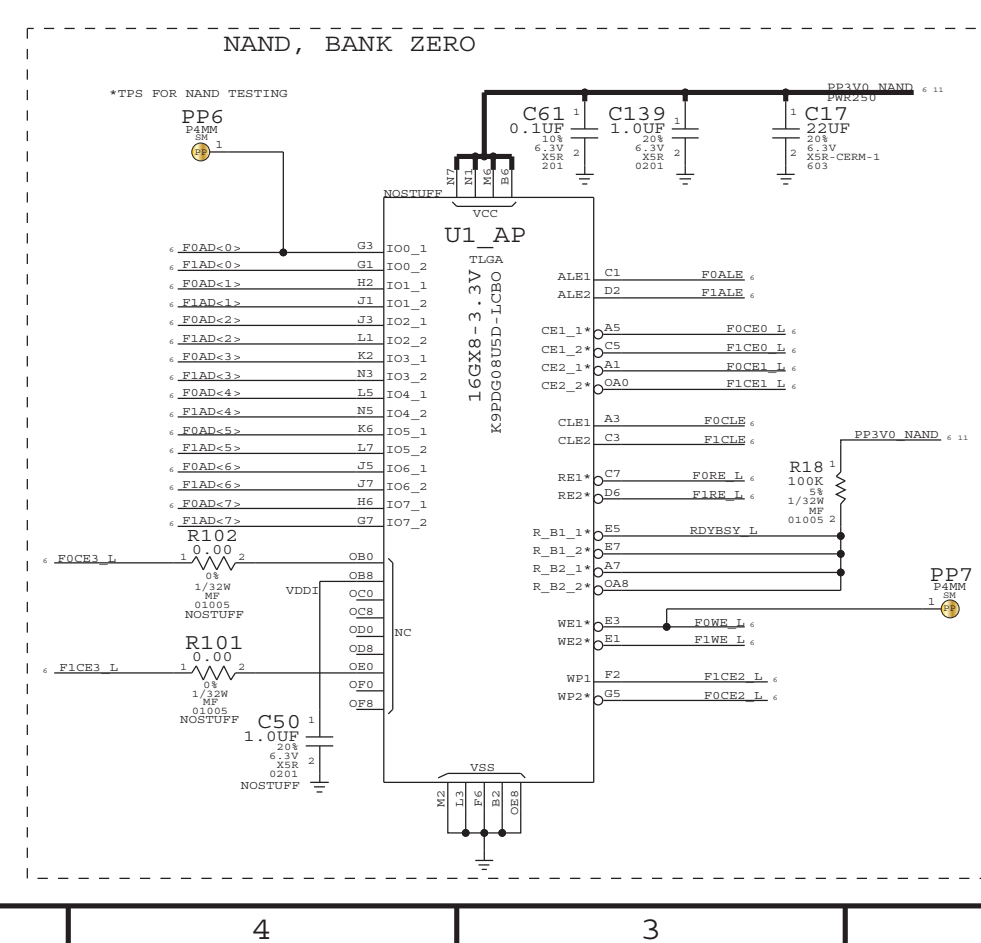 NAND, BANK ZERO
*TPS FOR NAND TESTING
PP6
P4MM
SM
PP
1
PP3V0_NAND 6 11
PWR250
C61
0.1UF
10%
6.3V
X5R
201
1
2
C139
1.0UF
20%
6.3V
X5R
0201
1
2
C17
22UF
20%
6.3V
X5R-CERM-1
603
1
2
N7
N1
M6
B6
NOSTUFF
VCC
U1_AP
TLGA
16GX8-3.3V
K9PDG08U5D-LCBO
6 F0AD<0> G3 IO0_1
6 F1AD<0> G1 IO0_2
6 F0AD<1> H2 IO1_1
6 F1AD<1> J1 IO1_2
6 F0AD<2> J3 IO2_1
6 F1AD<2> L1 IO2_2
6 F0AD<3> K2 IO3_1
6 F1AD<3> N3 IO3_2
6 F0AD<4> L5 IO4_1
6 F1AD<4> N5 IO4_2
6 F0AD<5> K6 IO5_1
6 F1AD<5> L7 IO5_2
6 F0AD<6> J5 IO6_1
6 F1AD<6> J7 IO6_2
6 F0AD<7> H6 IO7_1
6 F1AD<7> G7 IO7_2
ALE1 C1 F0ALE 6
ALE2 D2 F1ALE 6
CE1_1* A5 F0CE0_L 6
CE1_2* C5 F1CE0_L 6
CE2_1* A1 F0CE1_L 6
CE2_2* OA0 F1CE1_L 6
CLE1 A3 F0CLE 6
CLE2 C3 F1CLE 6
RE1* C7 F0RE_L 6
RE2* D6 F1RE_L 6
R_B1_1* E5 RDYBSY_L
R_B1_2* E7
R_B2_1* A7
R_B2_2* OA8
WE1* E3 F0WE_L 6
WE2* E1 F1WE_L 6
WP1 F2 F1CE2_L 6
WP2* G5 F0CE2_L 6
PP3V0_NAND 6 11
R18
100K
5%
1/32W
MF
01005
1
2
PP7
P4MM
SM
PP
1
R102
0.00
6 F0CE3_L 1 2
0%
1/32W
MF
01005
NOSTUFF
VDDI
OB0
OB8
OC0
OC8
OD0
OD8
OE0
OF0
OF8
NC
R101
0.00
6 F1CE3_L 1 2
0%
1/32W
MF
01005
NOSTUFF
C50
1.0UF
20%
6.3V
X5R
0201
NOSTUFF
1
2
VSS
M2
L3
F6
B2
OE8
4
3